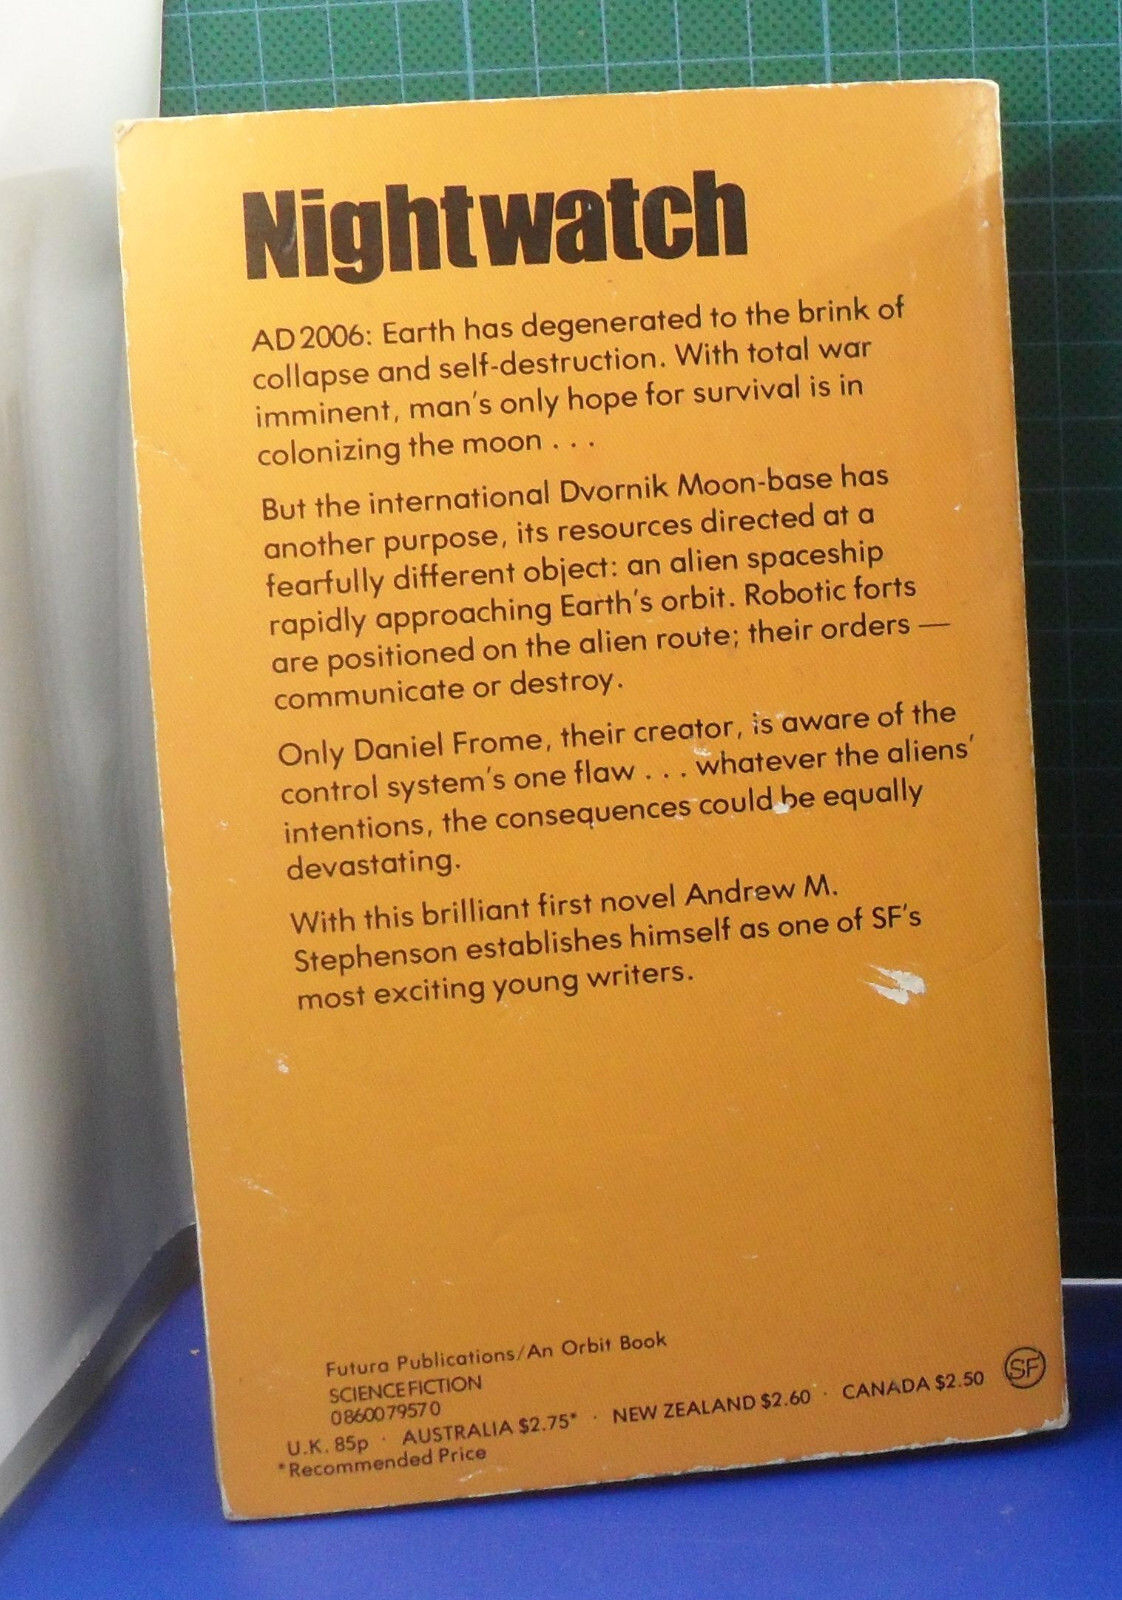 Nightwatch
AD 2006: Earth has degenerated to the brink of
collapse and self-destruction. With total war
imminent, man's only hope for survival is in
colonizing the moon . . .
But the international Dvornik Moon-base has
another purpose, its resources directed at a
fearfully different object: an alien spaceship
rapidly approaching Earth's orbit. Robotic forts
are positioned on the alien route; their orders —
communicate or destroy.
Only Daniel Frome, their creator, is aware of the
control system's one flaw . . . whatever the aliens'
intentions, the consequences could be equally
devastating.
With this brilliant first novel Andrew M.
Stephenson establishes himself as one of SF's
most exciting young writers.
Futura Publications/An Orbit Book
SCIENCE FICTION
0860079570
U.K. 85p · AUSTRALIA $2.75* · NEW ZEALAND $2.60 · CANADA $2.50
*Recommended Price
SF